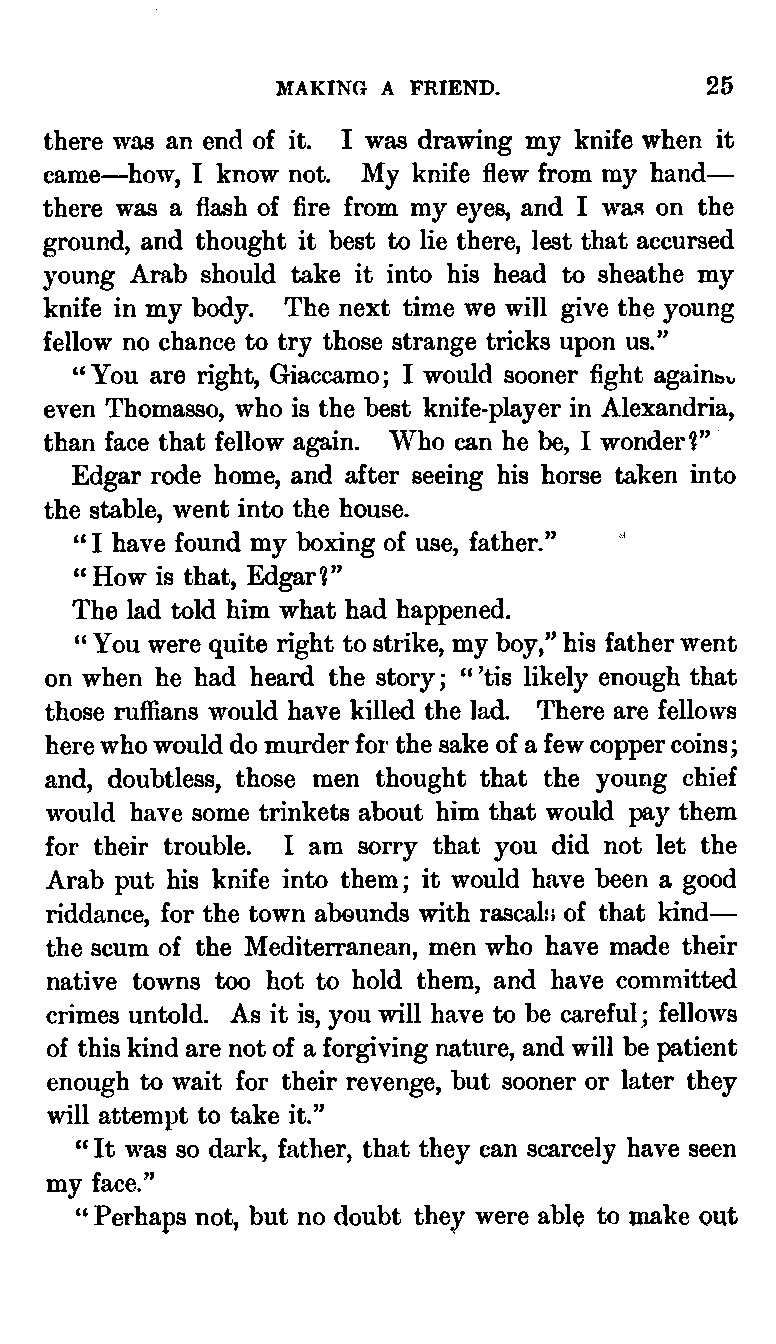 MAKING A FRIEND. 25
there was an end of it. I was drawing my knife when it
came—how, I know not. My knife flew from my hand—
there was a flash of fire from my eyes, and I was on the
ground, and thought it best to lie there, lest that accursed
young Arab should take it into his head to sheathe my
knife in my body. The next time we will give the young
fellow no chance to try those strange tricks upon us.”
“You are right, Giaccamo; I would sooner fight against
even Thomasso, who is the best knife-player in Alexandria,
than face that fellow again. Who can he be, I wonder?”
Edgar rode home, and after seeing his horse taken into
the stable, went into the house.
“I have found my boxing of use, father.”
“How is that, Edgar?”
The lad told him what had happened.
“You were quite right to strike, my boy,” his father went
on when he had heard the story; “’tis likely enough that
those ruffians would have killed the lad. There are fellows
here who would do murder for the sake of a few copper coins;
and, doubtless, those men thought that the young chief
would have some trinkets about him that would pay them
for their trouble. I am sorry that you did not let the
Arab put his knife into them; it would have been a good
riddance, for the town abounds with rascals of that kind—
the scum of the Mediterranean, men who have made their
native towns too hot to hold them, and have committed
crimes untold. As it is, you will have to be careful; fellows
of this kind are not of a forgiving nature, and will be patient
enough to wait for their revenge, but sooner or later they
will attempt to take it.”
“It was so dark, father, that they can scarcely have seen
my face.”
“Perhaps not, but no doubt they were able to make out